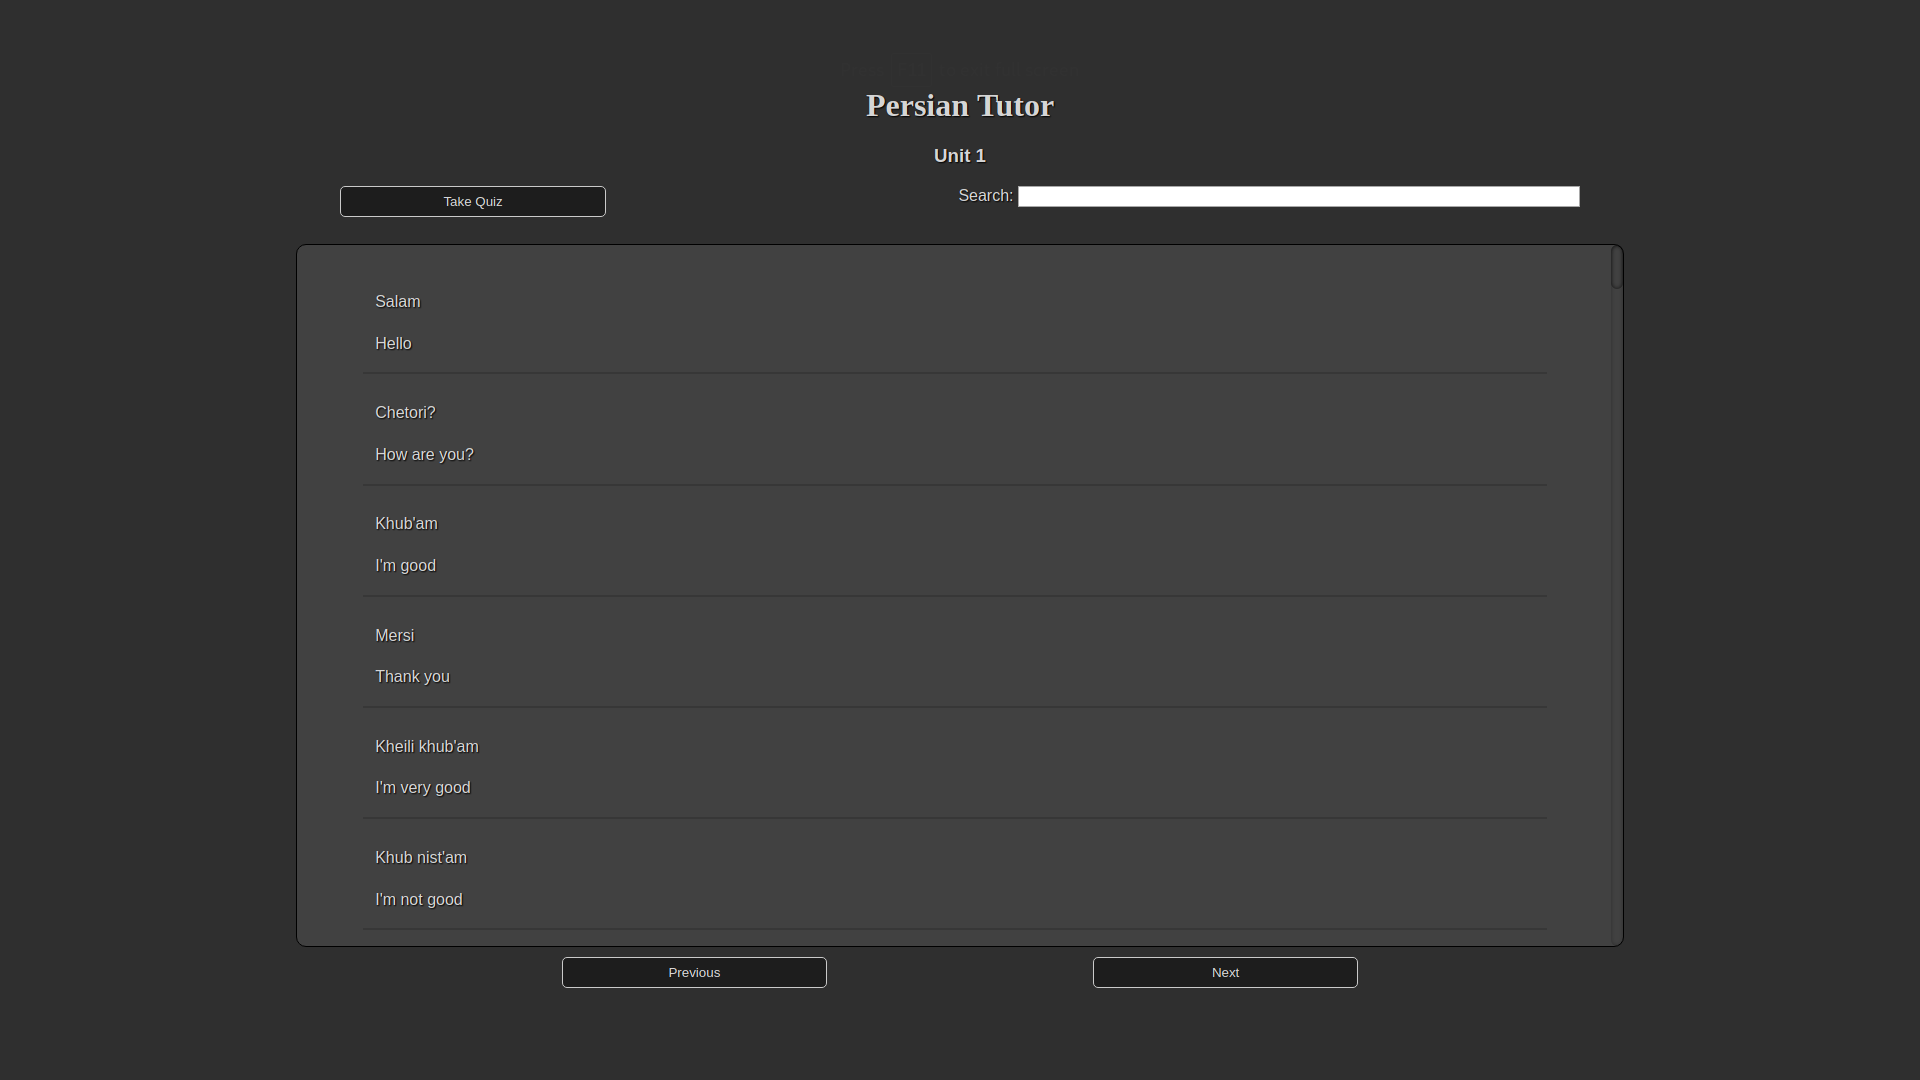 Persian Tutor
Unit 1
Take Quiz
Search:
Salam
Hello
Chetori?
How are you?
Khub'am
I'm good
Mersi
Thank you
Kheili khub'am
I'm very good
Khub nist'am
I'm not good
Previous
Next